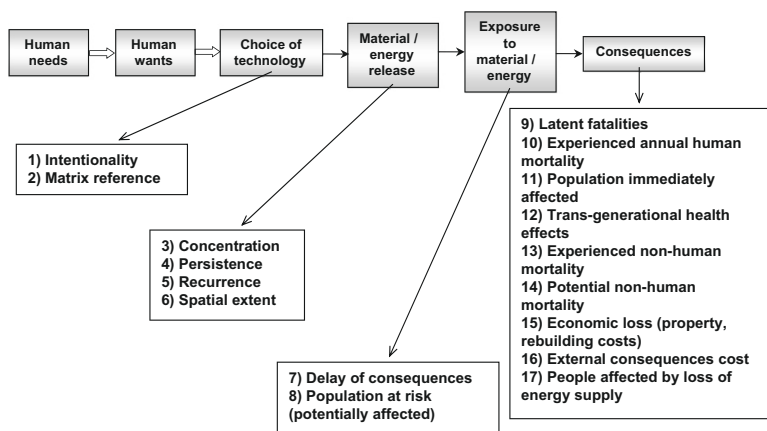 Human
needs
Human
wants
Choice of
technology
Material /
energy
release
Exposure
to
material /
energy
Consequences
1) Intentionality
2) Matrix reference
3) Concentration
4) Persistence
5) Recurrence
6) Spatial extent
7) Delay of consequences
8) Population at risk
(potentially affected)
9) Latent fatalities
10) Experienced annual human
mortality
11) Population immediately
affected
12) Trans-generational health
effects
13) Experienced non-human
mortality
14) Potential non-human
mortality
15) Economic loss (property,
rebuilding costs)
16) External consequences cost
17) People affected by loss of
energy supply